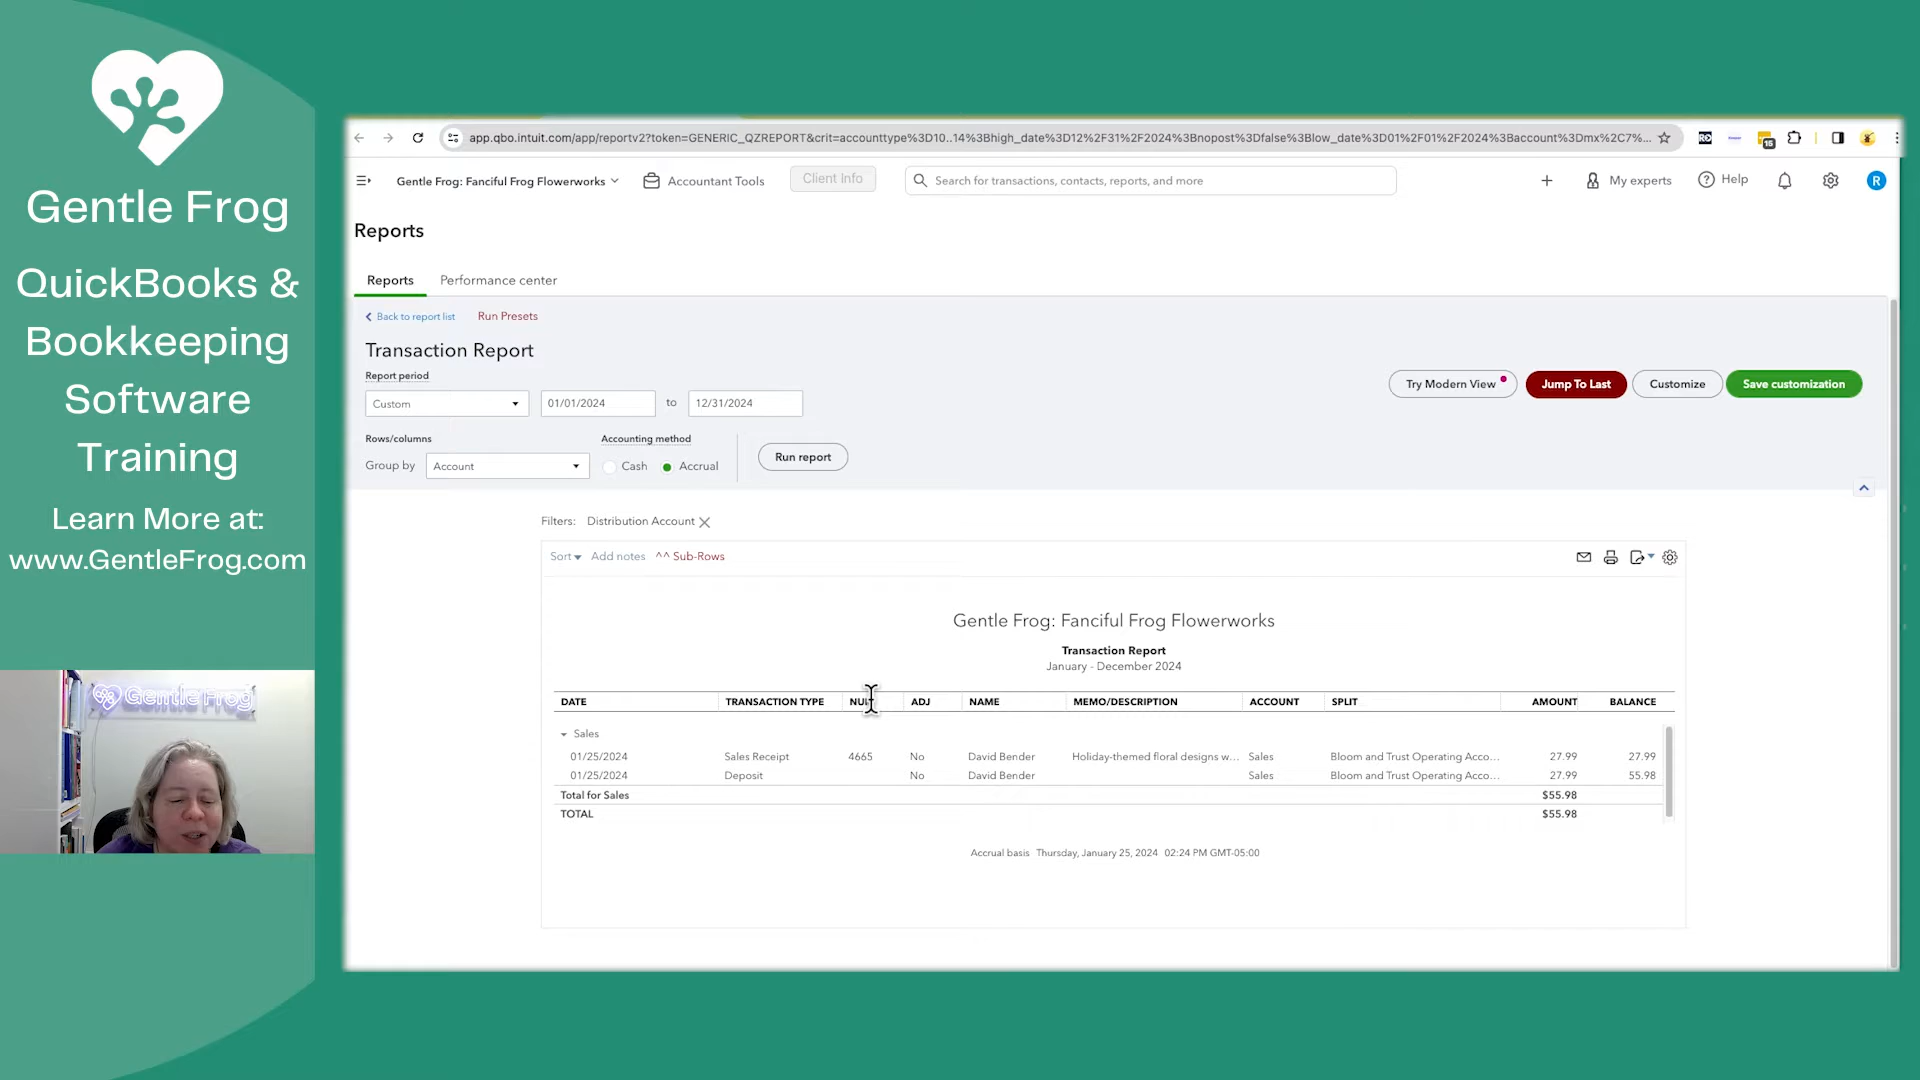 Gentle Frog
QuickBooks &
Bookkeeping
Software
Training
Learn More at:
www.GentleFrog.com
Gentle Frog
app.qbo.intuit.com/app/reportv2?token=GENERIC_QZREPORT&crit=accounttype%3D10..14%3Bhigh_date%3D12%2F31%2F2024%3Bnopost%3Dfalse%3Blow_date%3D01%2F01%2F2024%3Baccount%3Dmx%2C7%...
15
Gentle Frog: Fanciful Frog Flowerworks
Accountant Tools
Client Info
Search for transactions, contacts, reports, and more
My experts
Help
R
Reports
Reports Performance center
Back to report list Run Presets
Transaction Report
Report period
Custom 01/01/2024 to 12/31/2024
Try Modern View Jump To Last Customize Save customization
Rows/columns Accounting method
Group by Account Cash Accrual Run report
Filters: Distribution Account
Sort Add notes ^^ Sub-Rows
Gentle Frog: Fanciful Frog Flowerworks
Transaction Report
January - December 2024
DATE TRANSACTION TYPE ADJ NAME MEMO/DESCRIPTION ACCOUNT SPLIT AMOUNT BALANCE
Sales
01/25/2024 Sales Receipt 4665 No David Bender Holiday-themed floral designs w... Sales Bloom and Trust Operating Acco... 27.99 27.99
01/25/2024 Deposit No David Bender Sales Bloom and Trust Operating Acco... 27.99 55.98
Total for Sales $55.98
TOTAL $55.98
Accrual basis Thursday, January 25, 2024 02:24 PM GMT-05:00